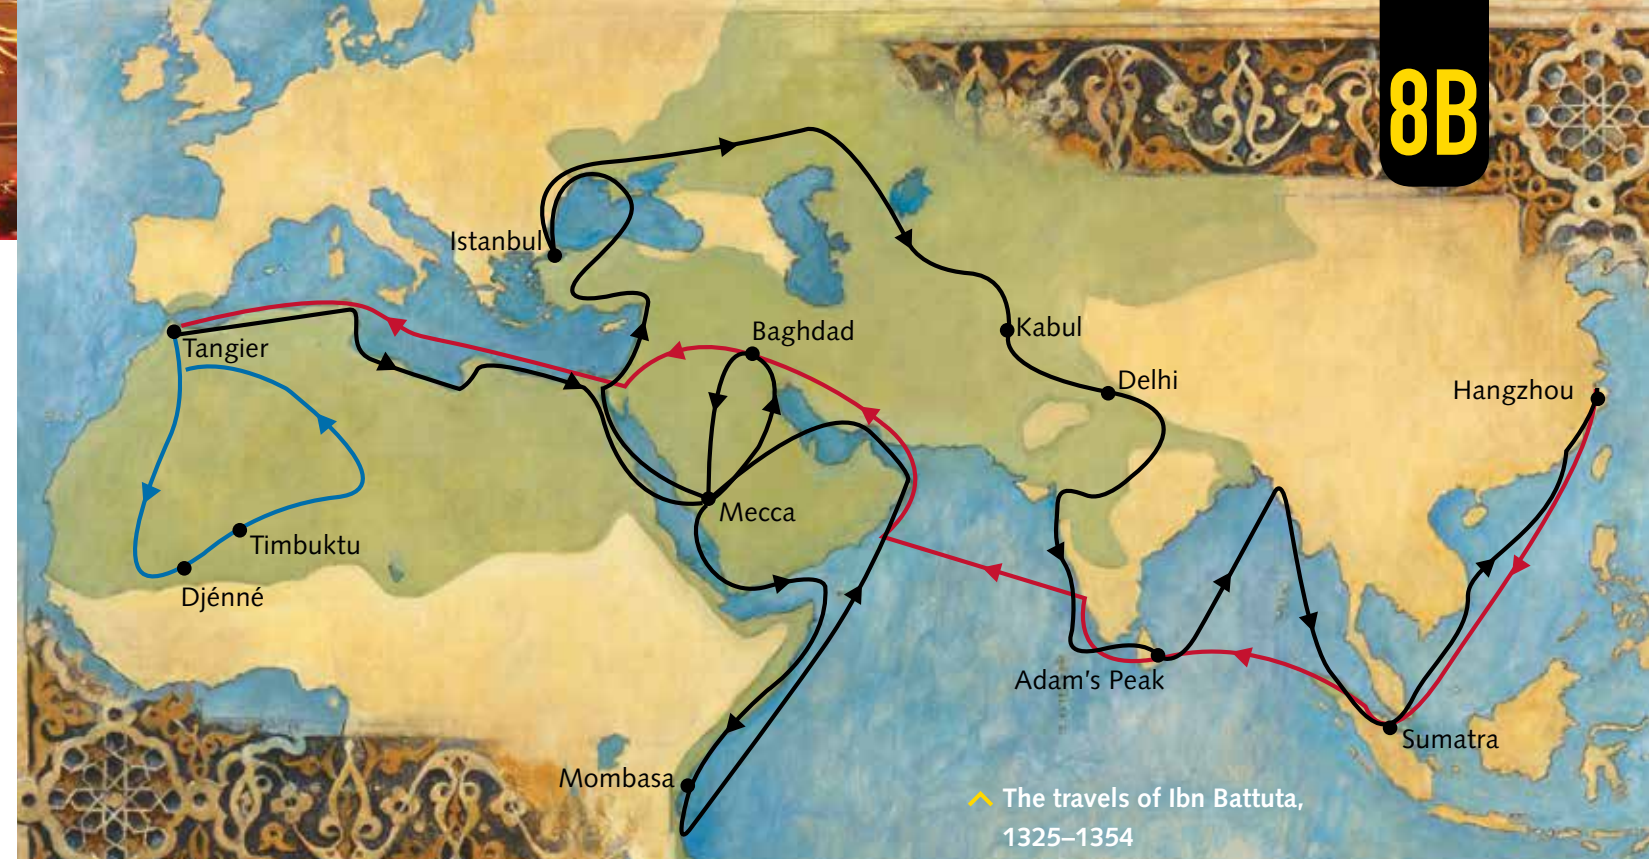 8B
Istanbul
Tangier
Baghdad
Kabul
Delhi
Hangzhou
Mecca
Timbuktu
Djénné
Adam's Peak
Sumatra
Mombasa
The travels of Ibn Battuta,
1325–1354